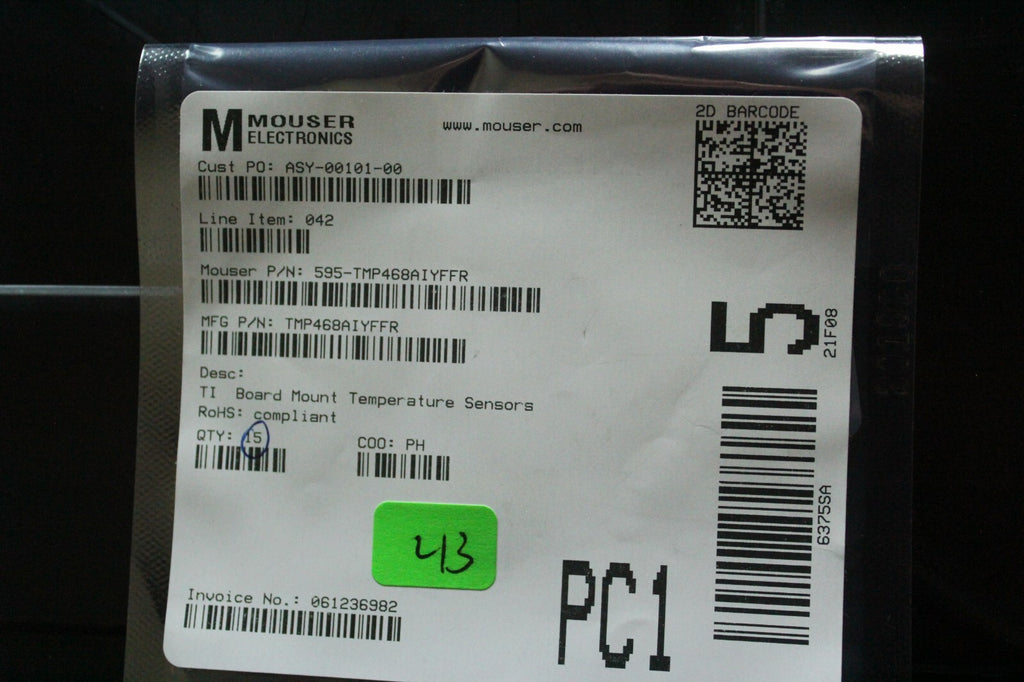 MOUSER
ELECTRONICS
www.mouser.com
2D BARCODE
Cust PO: ASY-00101-00
Line Item: 042
Mouser P/N: 595-TMP468AIYFFR
MFG P/N: TMP468AIYFFR
Desc:
TI Board Mount Temperature Sensors
RoHS: compliant
QTY: 15
COO: PH
5
21F08
6375SA
43
Invoice No.: 061236982
PC1